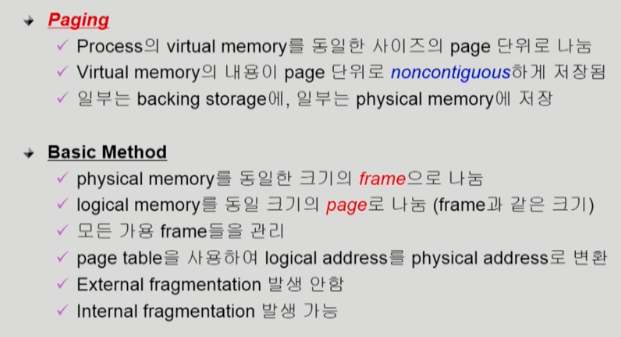 Paging
Process의 virtual memory를 동일한 사이즈의 page 단위로 나눔
Virtual memory의 내용이 page 단위로 noncontiguous하게 저장됨
일부는 backing storage에, 일부는 physical memory에 저장
Basic Method
physical memory를 동일한 크기의 frame으로 나눔
logical memory를 동일 크기의 page로 나눔 (frame과 같은 크기)
모든 가용 frame들을 관리
page table을 사용하여 logical address를 physical address로 변환
External fragmentation 발생 안함
Internal fragmentation 발생 가능